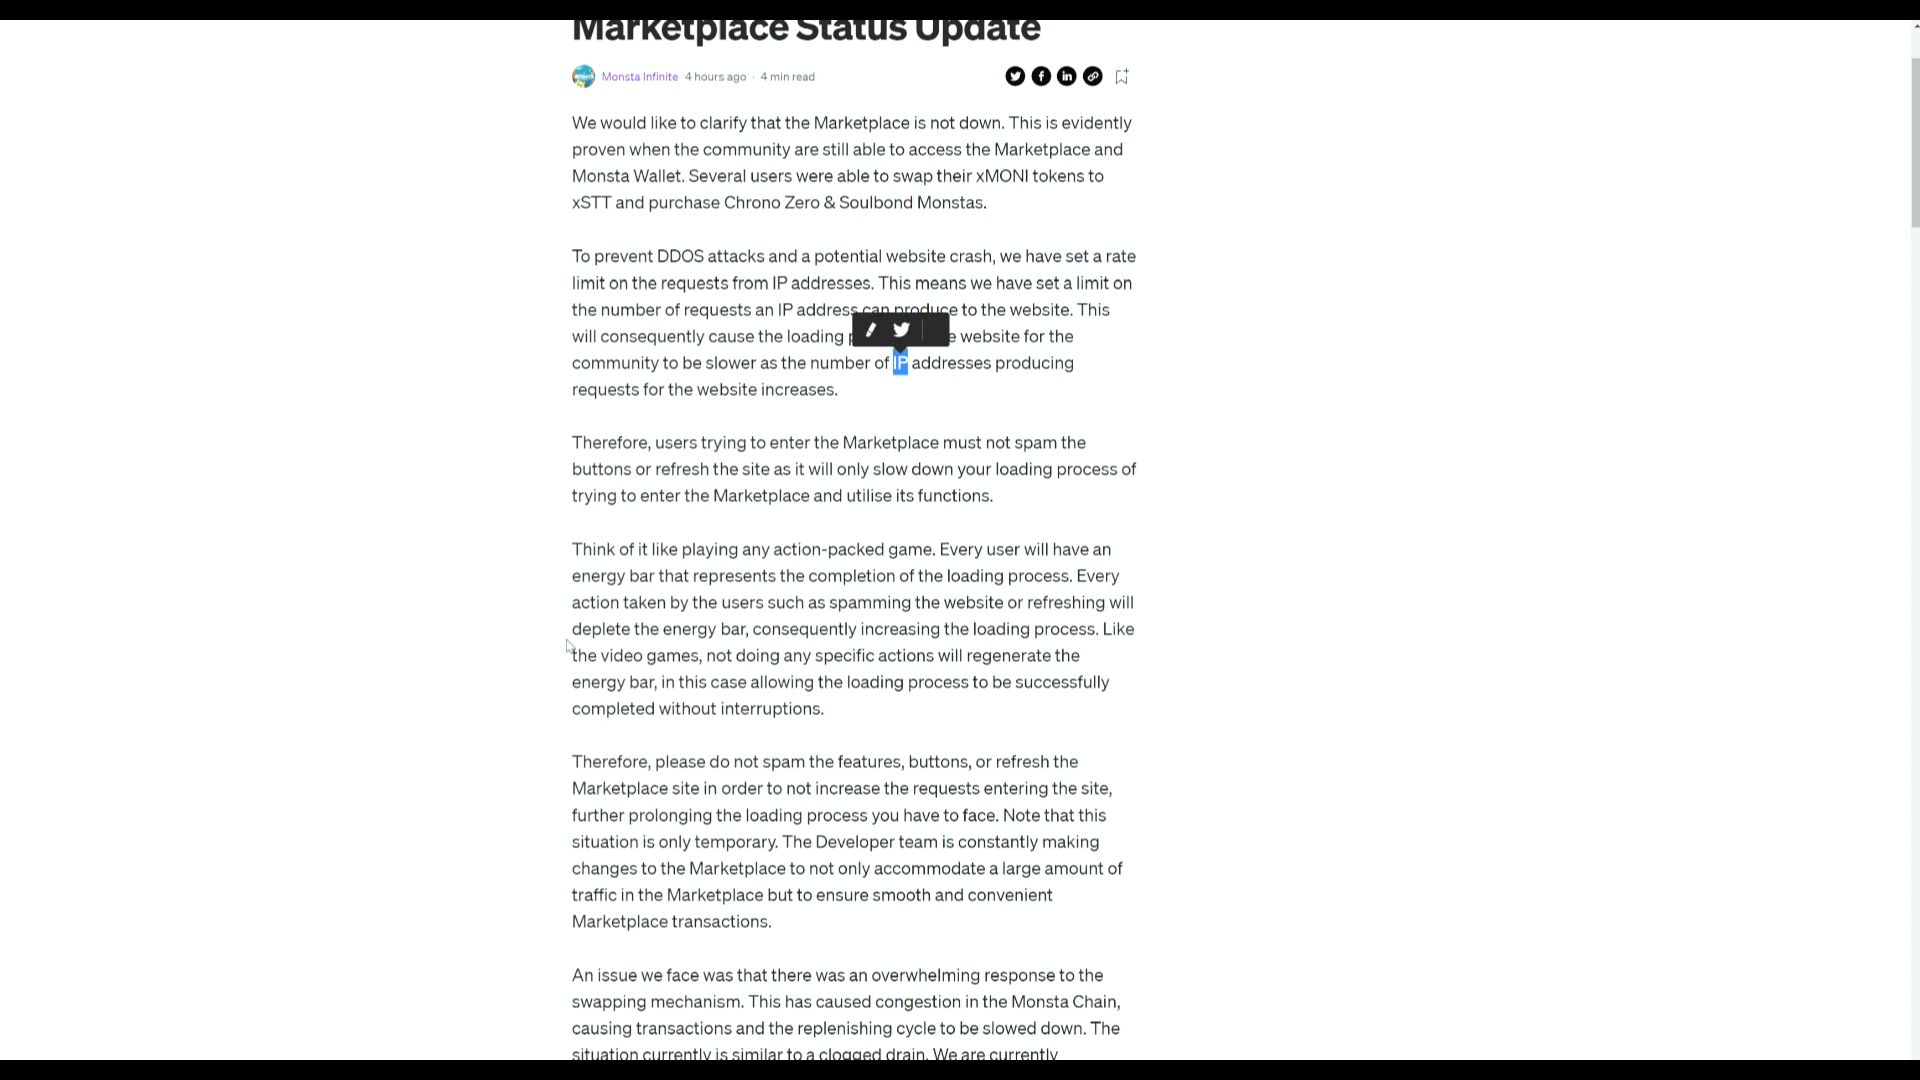 Marketplace Status Update
Monsta Infinite 4 hours ago · 4 min read
We would like to clarify that the Marketplace is not down. This is evidently
proven when the community are still able to access the Marketplace and
Monsta Wallet. Several users were able to swap their xMONI tokens to
xSTT and purchase Chrono Zero & Soulbond Monstas.
To prevent DDOS attacks and a potential website crash, we have set a rate
limit on the requests from IP addresses. This means we have set a limit on
the number of requests an IP address can produce to the website. This
will consequently cause the loading website for the
community to be slower as the number of IP addresses producing
requests for the website increases.
Therefore, users trying to enter the Marketplace must not spam the
buttons or refresh the site as it will only slow down your loading process of
trying to enter the Marketplace and utilise its functions.
Think of it like playing any action-packed game. Every user will have an
energy bar that represents the completion of the loading process. Every
action taken by the users such as spamming the website or refreshing will
deplete the energy bar, consequently increasing the loading process. Like
the video games, not doing any specific actions will regenerate the
energy bar, in this case allowing the loading process to be successfully
completed without interruptions.
Therefore, please do not spam the features, buttons, or refresh the
Marketplace site in order to not increase the requests entering the site,
further prolonging the loading process you have to face. Note that this
situation is only temporary. The Developer team is constantly making
changes to the Marketplace to not only accommodate a large amount of
traffic in the Marketplace but to ensure smooth and convenient
Marketplace transactions.
An issue we face was that there was an overwhelming response to the
swapping mechanism. This has caused congestion in the Monsta Chain,
causing transactions and the replenishing cycle to be slowed down. The
situation currently is similar to a clogged drain. We are currently